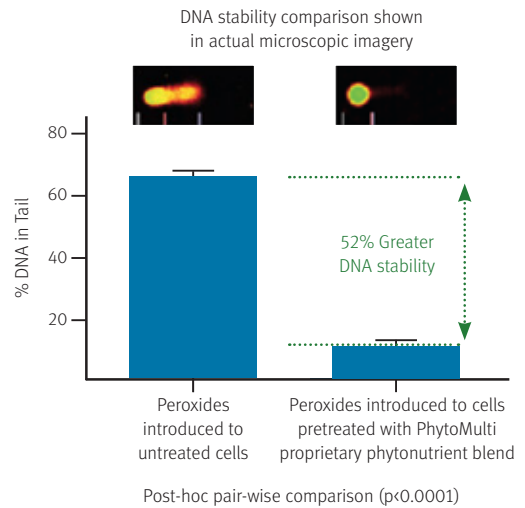 DNA stability comparison shown
in actual microscopic imagery
80
60
40
20
% DNA in Tail
52% Greater
DNA stability
Peroxides
introduced to
untreated cells
Peroxides introduced to cells
pretreated with PhytoMulti
proprietary phytonutrient blend
Post-hoc pair-wise comparison (p<0.0001)